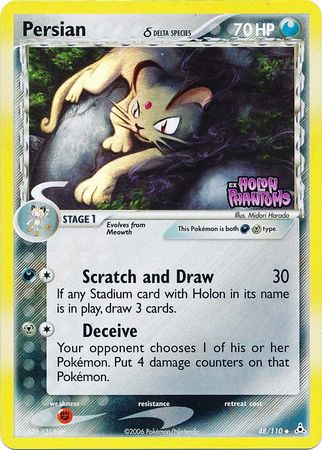 Persian δ DELTA SPECIES 70 HP
EX HOLON PHANTOMS
Illus. Midori Harada
STAGE 1 Evolves from Meowth This Pokémon is both type.
Scratch and Draw 30
If any Stadium card with Holon in its name
is in play, draw 3 cards.
Deceive
Your opponent chooses 1 of his or her
Pokémon. Put 4 damage counters on that
Pokémon.
weakness resistance retreat cost
©2006 Pokémon/Nintendo 48/110